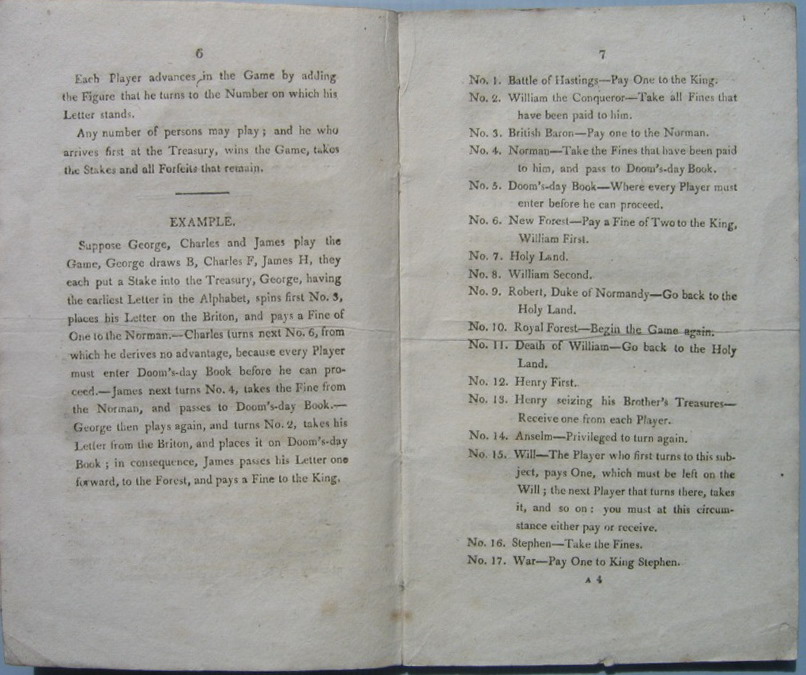 6
Each Player advances in the Game by adding
the Figure that he turns to the Number on which his
Letter stands.
Any number of persons may play; and he who
arrives first at the Treasury, wins the Game, takes
the Stakes and all Forfeits that remain.
EXAMPLE.
Suppose George, Charles and James play the
Game, George draws B, Charles F, James H, they
each put a Stake into the Treasury, George, having
the earliest Letter in the Alphabet, spins first No. 3,
places his Letter on the Briton, and pays a Fine of
One to the Norman.—Charles turns next No. 6, from
which he derives no advantage, because every Player
must enter Doom's-day Book before he can pro-
ceed.—James next turns No. 4, takes the Fine from
the Norman, and passes to Doom's-day Book.—
George then plays again, and turns No. 2, takes his
Letter from the Briton, and places it on Doom's-day
Book; in consequence, James passes his Letter one
forward, to the Forest, and pays a Fine to the King.
7
No. 1. Battle of Hastings—Pay One to the King.
No. 2. William the Conqueror—Take all Fines that
have been paid to him.
No. 3. British Baron—Pay one to the Norman.
No. 4. Norman—Take the Fines that have been paid
to him, and pass to Doom's-day Book.
No. 5. Doom's-day Book—Where every Player must
enter before he can proceed.
No. 6. New Forest—Pay a Fine of Two to the King,
William First.
No. 7. Holy Land.
No. 8. William Second.
No. 9. Robert, Duke of Normandy—Go back to the
Holy Land.
No. 10. Royal Forest—Begin the Game again.
No. 11. Death of William—Go back to the Holy
Land.
No. 12. Henry First.
No. 13. Henry seizing his Brother's Treasures—
Receive one from each Player.
No. 14. Anselm—Privileged to turn again.
No. 15. Will—The Player who first turns to this sub-
ject, pays One, which must be left on the
Will; the next Player that turns there, takes
it, and so on: you must at this circum-
stance either pay or receive.
No. 16. Stephen—Take the Fines.
No. 17. War—Pay One to King Stephen.
A 4